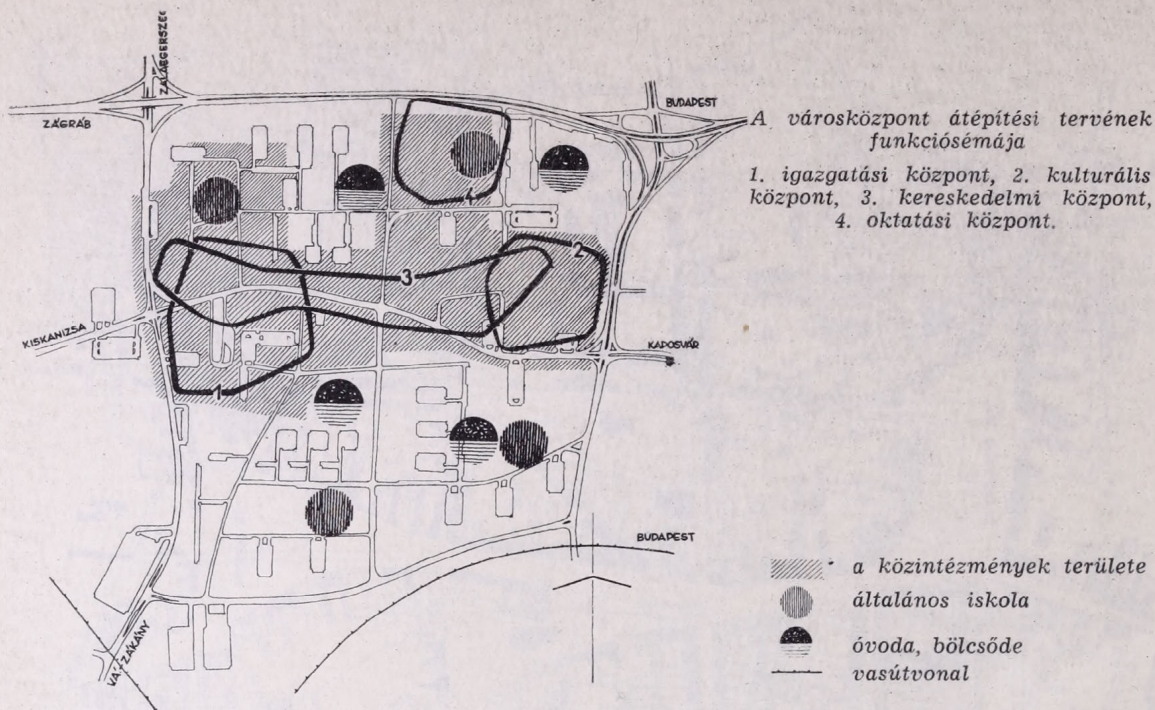 ZALAEGERSZEG
ZÁGRÁB
BUDAPEST
A városközpont átépítési tervének
funkciósémája
1. igazgatási központ, 2. kulturális
központ, 3. kereskedelmi központ,
4. oktatási központ.
4
2
3
KISKANIZSA
KAPOSVÁR
1
BUDAPEST
a közintézmények területe
általános iskola
óvoda, bölcsőde
vasútvonal